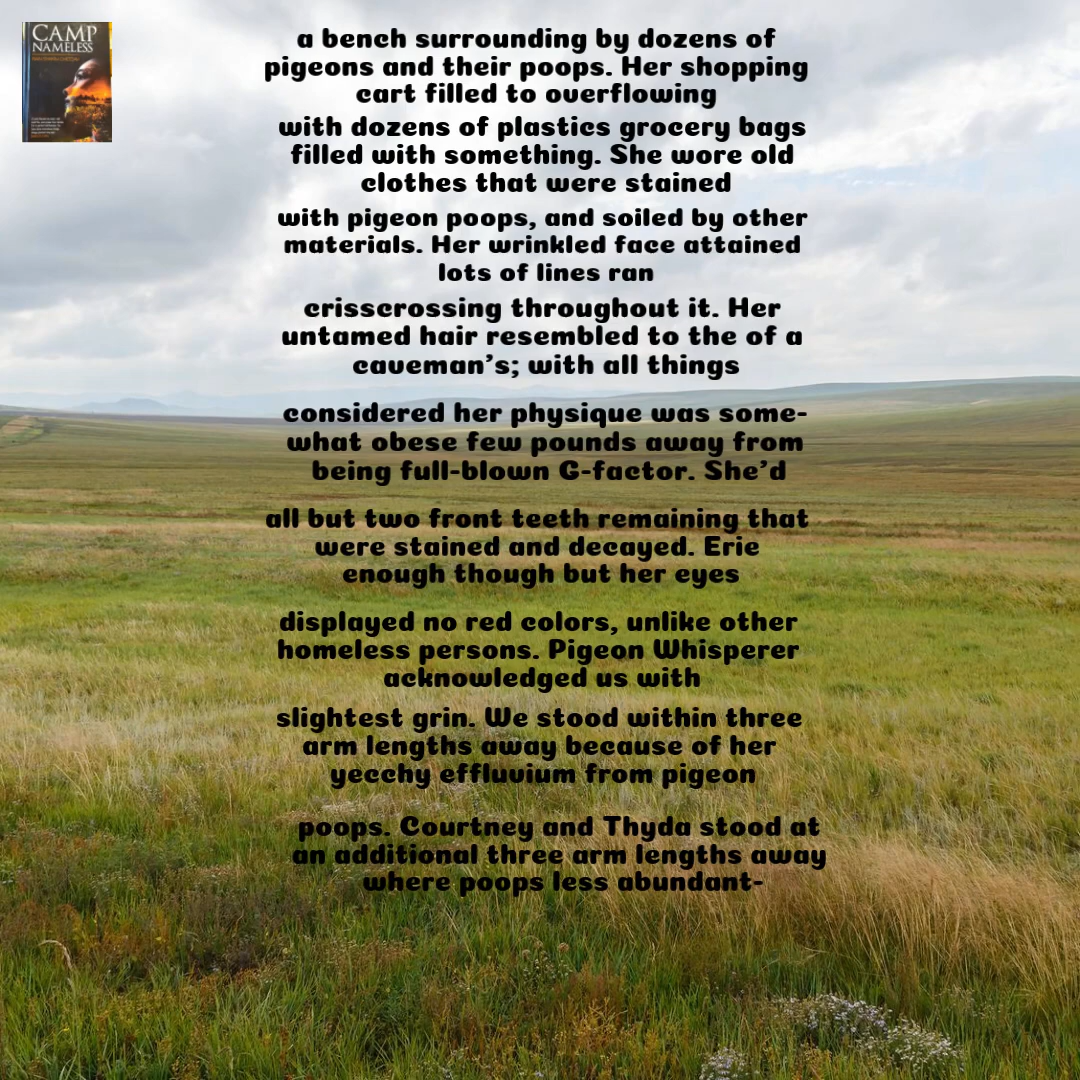 CAMP
NAMELESS
a bench surrounding by dozens of
pigeons and their poops. Her shopping
cart filled to overflowing
with dozens of plastics grocery bags
filled with something. She wore old
clothes that were stained
with pigeon poops, and soiled by other
materials. Her wrinkled face attained
lots of lines ran
crisscrossing throughout it. Her
untamed hair resembled to the of a
caveman's; with all things
considered her physique was some-
what obese few pounds away from
being full-blown G-factor. She'd
all but two front teeth remaining that
were stained and decayed. Erie
enough though but her eyes
displayed no red colors, unlike other
homeless persons. Pigeon Whisperer
acknowledged us with
slightest grin. We stood within three
arm lengths away because of her
yecchy effluvium from pigeon
poops. Courtney and Thyda stood at
an additional three arm lengths away
where poops less abundant-